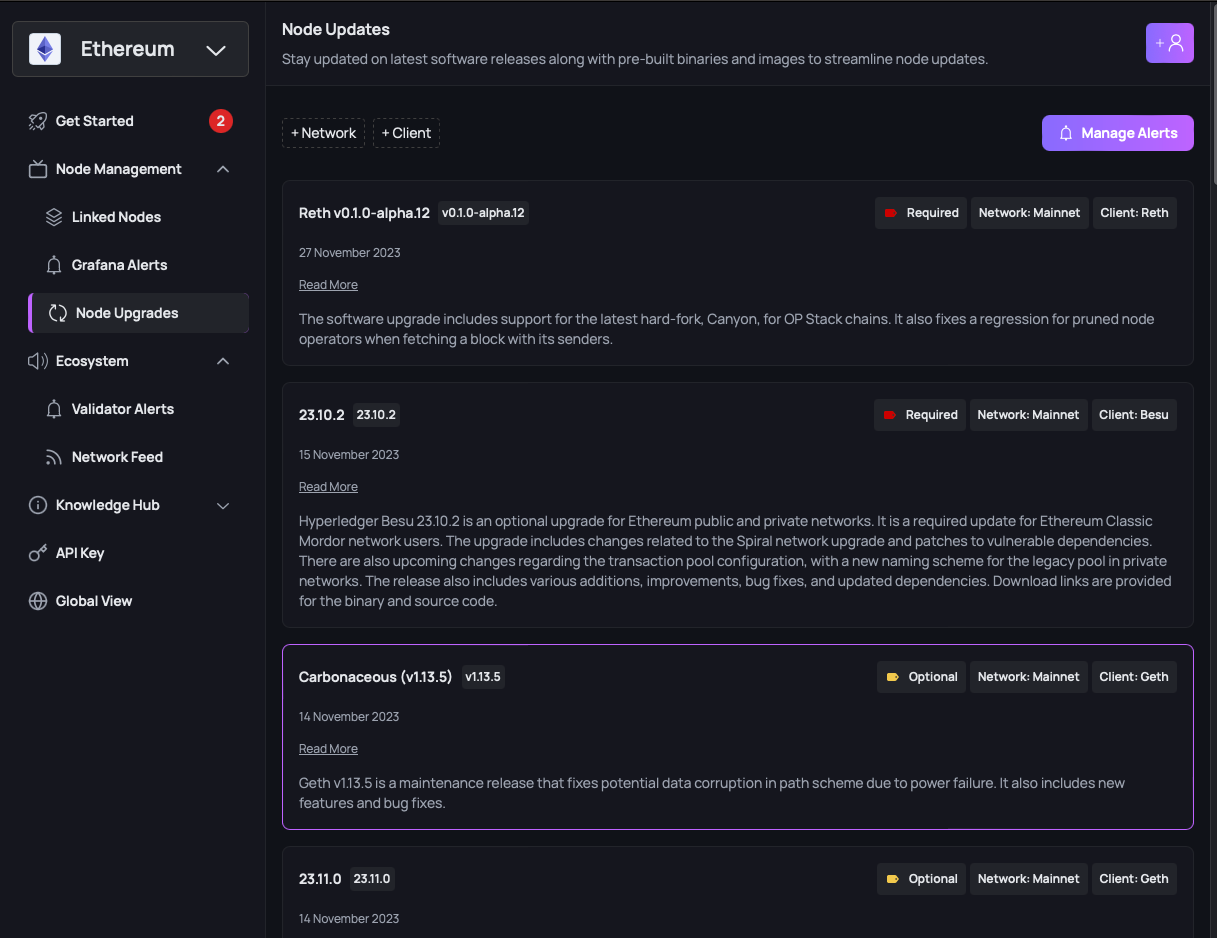 Ethereum
Get Started
2
Node Management
Linked Nodes
Grafana Alerts
Node Upgrades
Ecosystem
Validator Alerts
Network Feed
Knowledge Hub
API Key
Global View
Node Updates
Stay updated on latest software releases along with pre-built binaries and images to streamline node updates.
+ Network
+ Client
Manage Alerts
Reth v0.1.0-alpha.12 v0.1.0-alpha.12
Required Network: Mainnet Client: Reth
27 November 2023
Read More
The software upgrade includes support for the latest hard-fork, Canyon, for OP Stack chains. It also fixes a regression for pruned node
operators when fetching a block with its senders.
23.10.2 23.10.2
Required Network: Mainnet Client: Besu
15 November 2023
Read More
Hyperledger Besu 23.10.2 is an optional upgrade for Ethereum public and private networks. It is a required update for Ethereum Classic
Mordor network users. The upgrade includes changes related to the Spiral network upgrade and patches to vulnerable dependencies.
There are also upcoming changes regarding the transaction pool configuration, with a new naming scheme for the legacy pool in private
networks. The release also includes various additions, improvements, bug fixes, and updated dependencies. Download links are provided
for the binary and source code.
Carbonaceous (v1.13.5) v1.13.5
Optional Network: Mainnet Client: Geth
14 November 2023
Read More
Geth v1.13.5 is a maintenance release that fixes potential data corruption in path scheme due to power failure. It also includes new
features and bug fixes.
23.11.0 23.11.0
Optional Network: Mainnet Client: Geth
14 November 2023